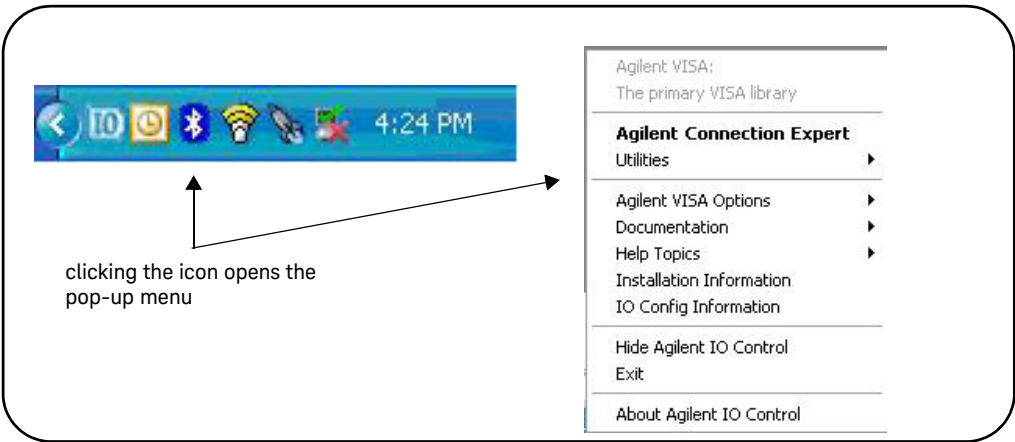 IO
4:24 PM
clicking the icon opens the
pop-up menu
Agilent VISA:
The primary VISA library
Agilent Connection Expert
Utilities
Agilent VISA Options
Documentation
Help Topics
Installation Information
IO Config Information
Hide Agilent IO Control
Exit
About Agilent IO Control